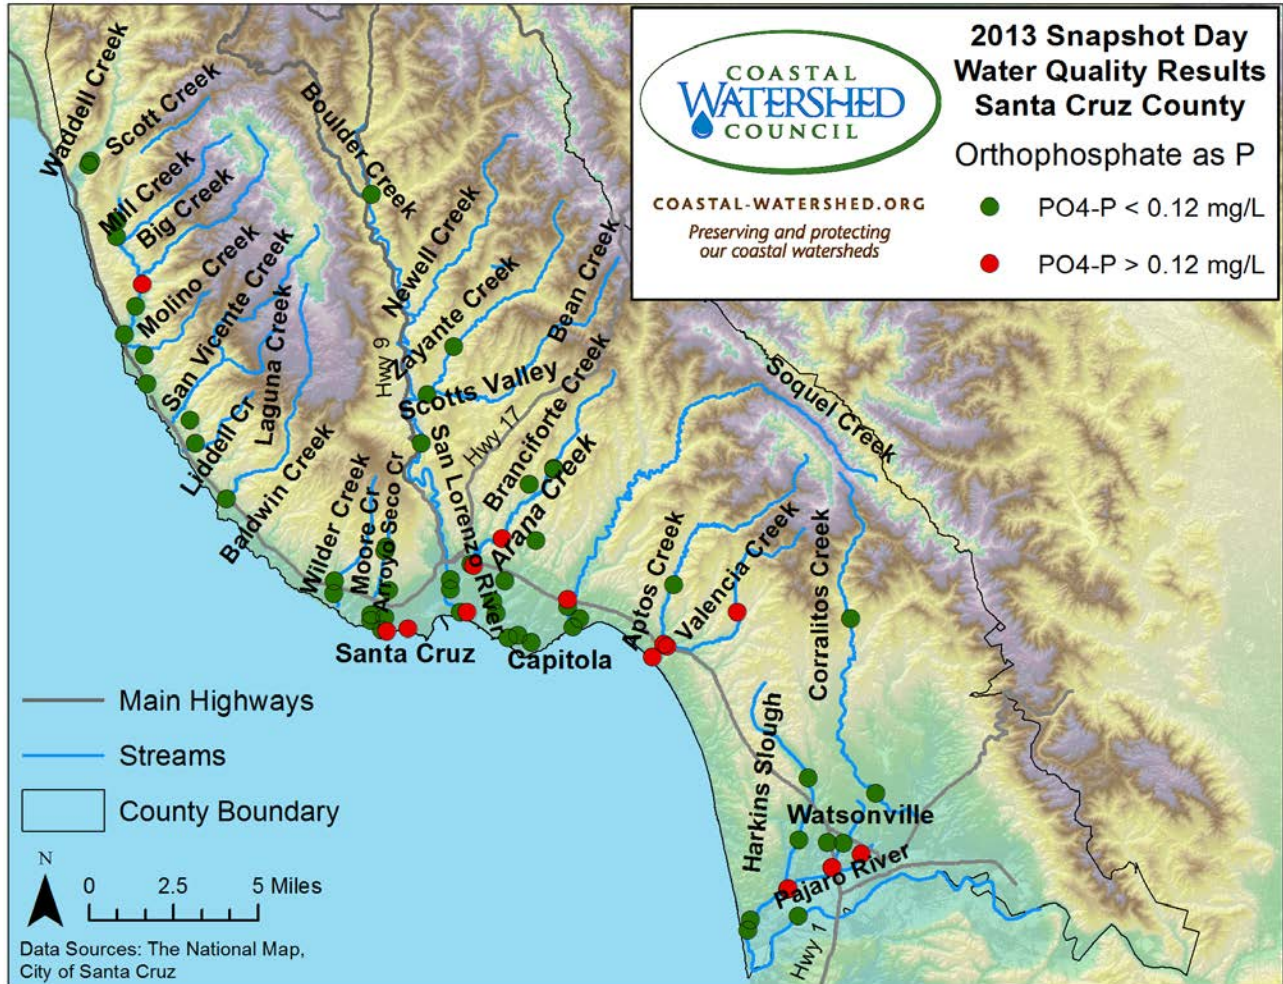 2013 Snapshot Day
Water Quality Results
Santa Cruz County
Orthophosphate as P
PO4-P < 0.12 mg/L
PO4-P > 0.12 mg/L
COASTAL
WATERSHED
COUNCIL
COASTAL-WATERSHED.ORG
Preserving and protecting
our coastal watersheds
Waddell Creek
Scott Creek
Mill Creek
Big Creek
Molino Creek
San Vicente Creek
Liddell Cr
Laguna Creek
Baldwin Creek
Wilder Creek
Moore Cr
Arroyo Seco Cr
Boulder Creek
Newell Creek
Zayante Creek
Bean Creek
Hwy 9
Scotts Valley
Hwy 17
San Lorenzo River
Branciforte Creek
Arana Creek
Soquel Creek
Aptos Creek
Valencia Creek
Corralitos Creek
Santa Cruz
Capitola
Harkins Slough
Watsonville
Pajaro River
Hwy 1
Main Highways
Streams
County Boundary
N
0 2.5 5 Miles
Data Sources: The National Map,
City of Santa Cruz